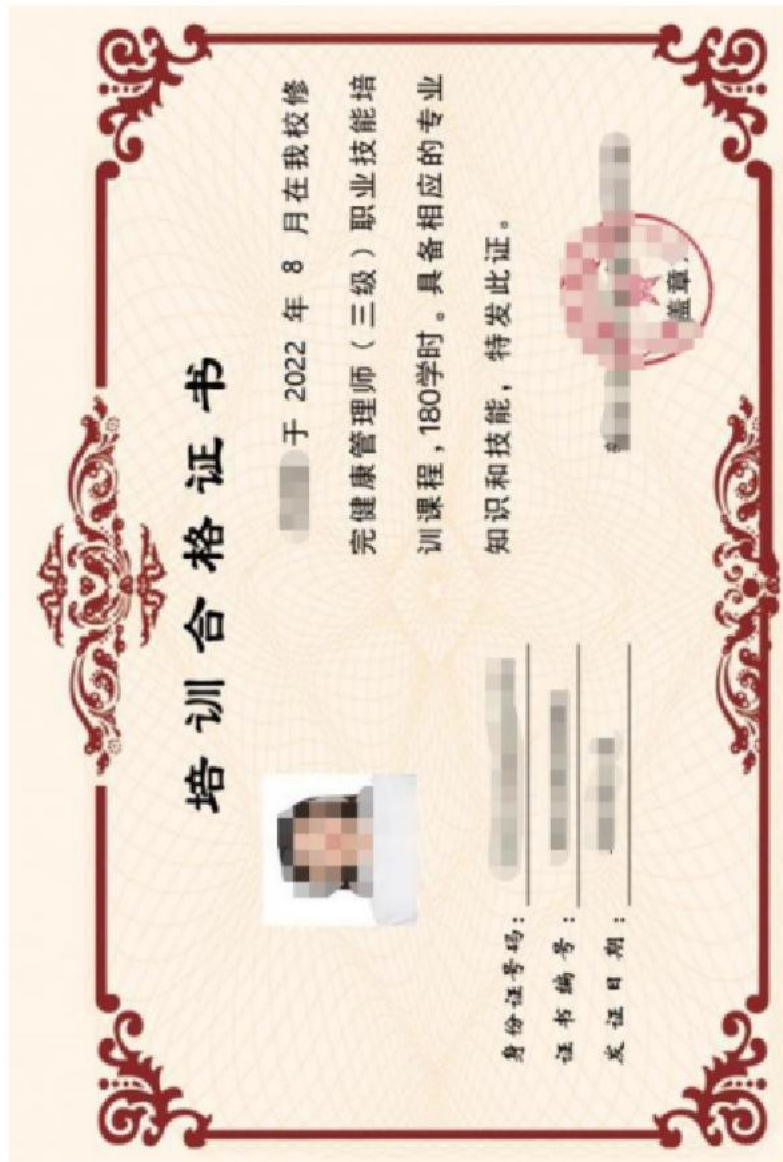 培训合格证书
于 2022 年 8 月在我校修
完健康管理师（三级）职业技能培
训课程，180学时。具备相应的专业
知识和技能，特发此证。
身份证号码：
证书编号：
发证日期：
盖章